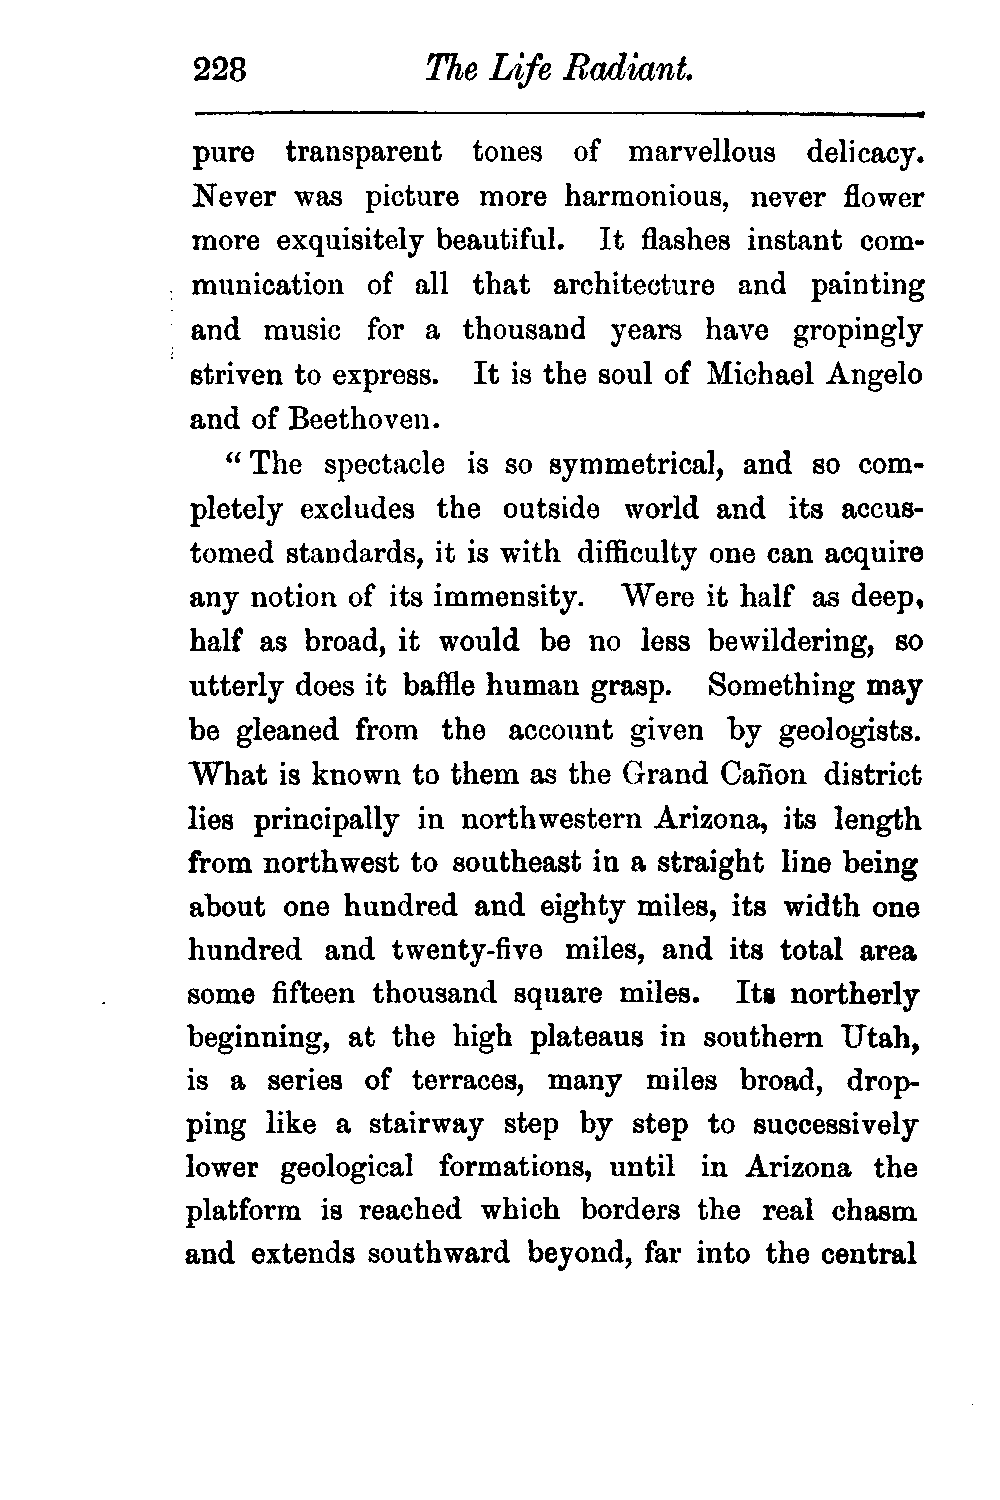 228 The Life Radiant.
pure transparent tones of marvellous delicacy.
Never was picture more harmonious, never flower
more exquisitely beautiful. It flashes instant com-
munication of all that architecture and painting
and music for a thousand years have gropingly
striven to express. It is the soul of Michael Angelo
and of Beethoven.
“ The spectacle is so symmetrical, and so com-
pletely excludes the outside world and its accus-
tomed standards, it is with difficulty one can acquire
any notion of its immensity. Were it half as deep,
half as broad, it would be no less bewildering, so
utterly does it baffle human grasp. Something may
be gleaned from the account given by geologists.
What is known to them as the Grand Cañon district
lies principally in northwestern Arizona, its length
from northwest to southeast in a straight line being
about one hundred and eighty miles, its width one
hundred and twenty-five miles, and its total area
some fifteen thousand square miles. Its northerly
beginning, at the high plateaus in southern Utah,
is a series of terraces, many miles broad, drop-
ping like a stairway step by step to successively
lower geological formations, until in Arizona the
platform is reached which borders the real chasm
and extends southward beyond, far into the central